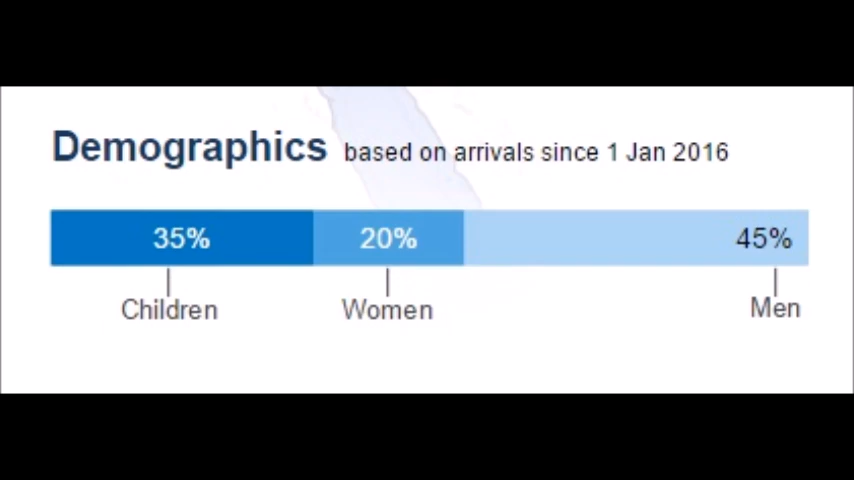 Demographics based on arrivals since 1 Jan 2016
35% 20% 45%
Children Women Men